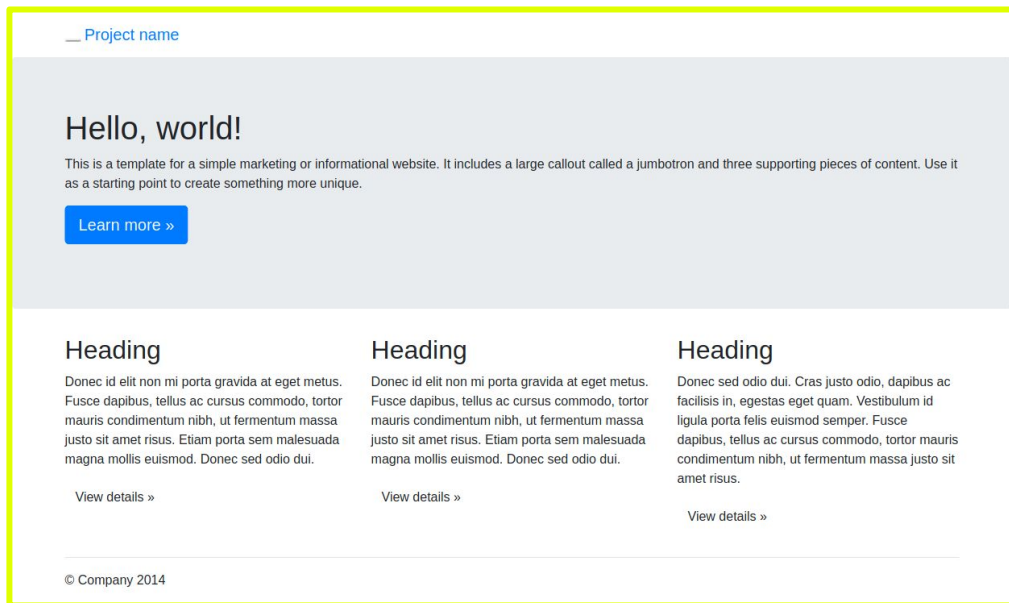 Project name
Hello, world!
This is a template for a simple marketing or informational website. It includes a large callout called a jumbotron and three supporting pieces of content. Use it
as a starting point to create something more unique.
Learn more »
Heading
Donec id elit non mi porta gravida at eget metus.
Fusce dapibus, tellus ac cursus commodo, tortor
mauris condimentum nibh, ut fermentum massa
justo sit amet risus. Etiam porta sem malesuada
magna mollis euismod. Donec sed odio dui.
View details »
Heading
Donec id elit non mi porta gravida at eget metus.
Fusce dapibus, tellus ac cursus commodo, tortor
mauris condimentum nibh, ut fermentum massa
justo sit amet risus. Etiam porta sem malesuada
magna mollis euismod. Donec sed odio dui.
View details »
Heading
Donec sed odio dui. Cras justo odio, dapibus ac
facilisis in, egestas eget quam. Vestibulum id
ligula porta felis euismod semper. Fusce
dapibus, tellus ac cursus commodo, tortor mauris
condimentum nibh, ut fermentum massa justo sit
amet risus.
View details »
© Company 2014